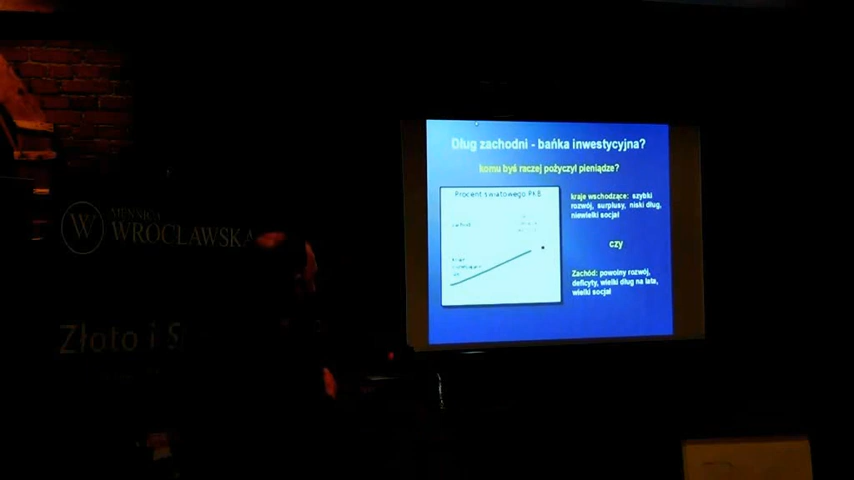 MENNICA
WROCŁAWSKA
Złoto i S
Dług zachodni - bańka inwestycyjna?
komu byś raczej pożyczył pieniądze?
Procent światowego PKB
kraje wschodzące: szybki
rozwój, surplusy, niski dług,
niewielki socjal
czy
Zachód: powolny rozwój,
deficyty, wielki dług na lata,
wielki socjal